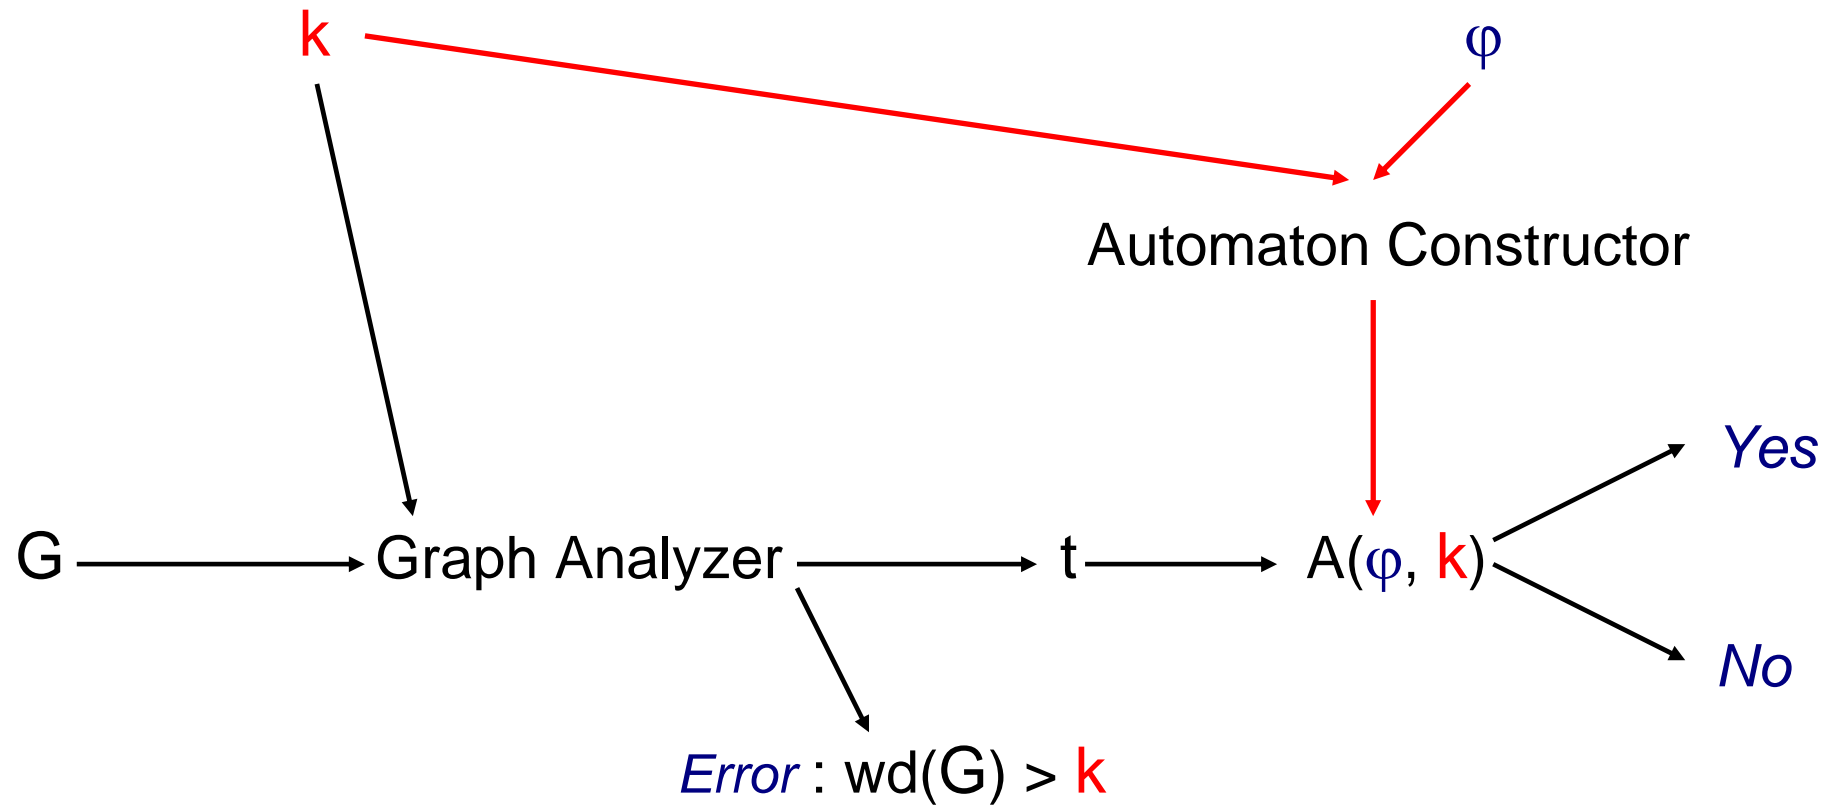 k φ
Automaton Constructor
Yes
G Graph Analyzer t A(φ, k)
No
Error : wd(G) > k